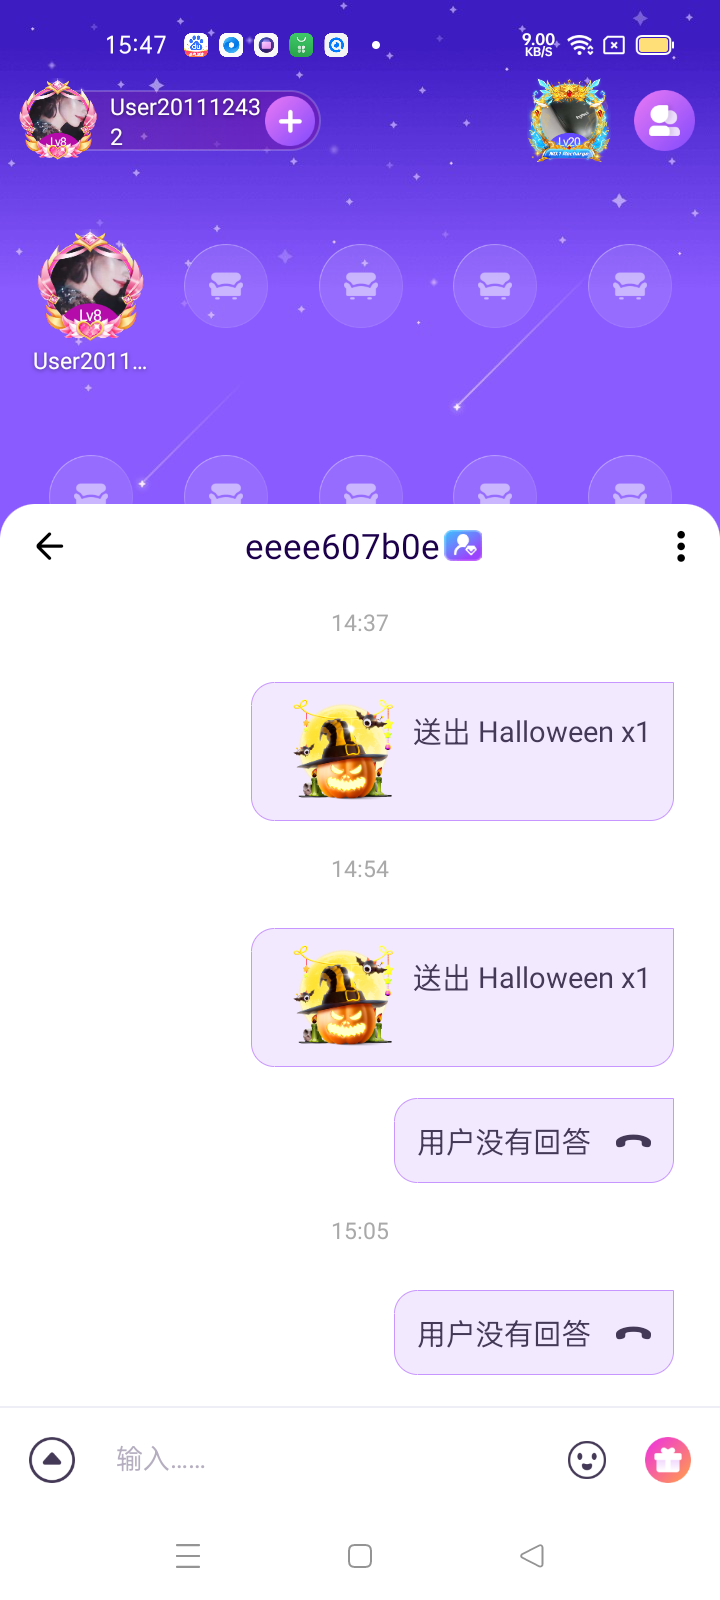 15:47
9.00
KB/S
User20111243
2
Lv8
Lv20
Lv8
User2011...
eeee607b0e
14:37
送出 Halloween x1
14:54
送出 Halloween x1
用户没有回答
15:05
用户没有回答
输入......